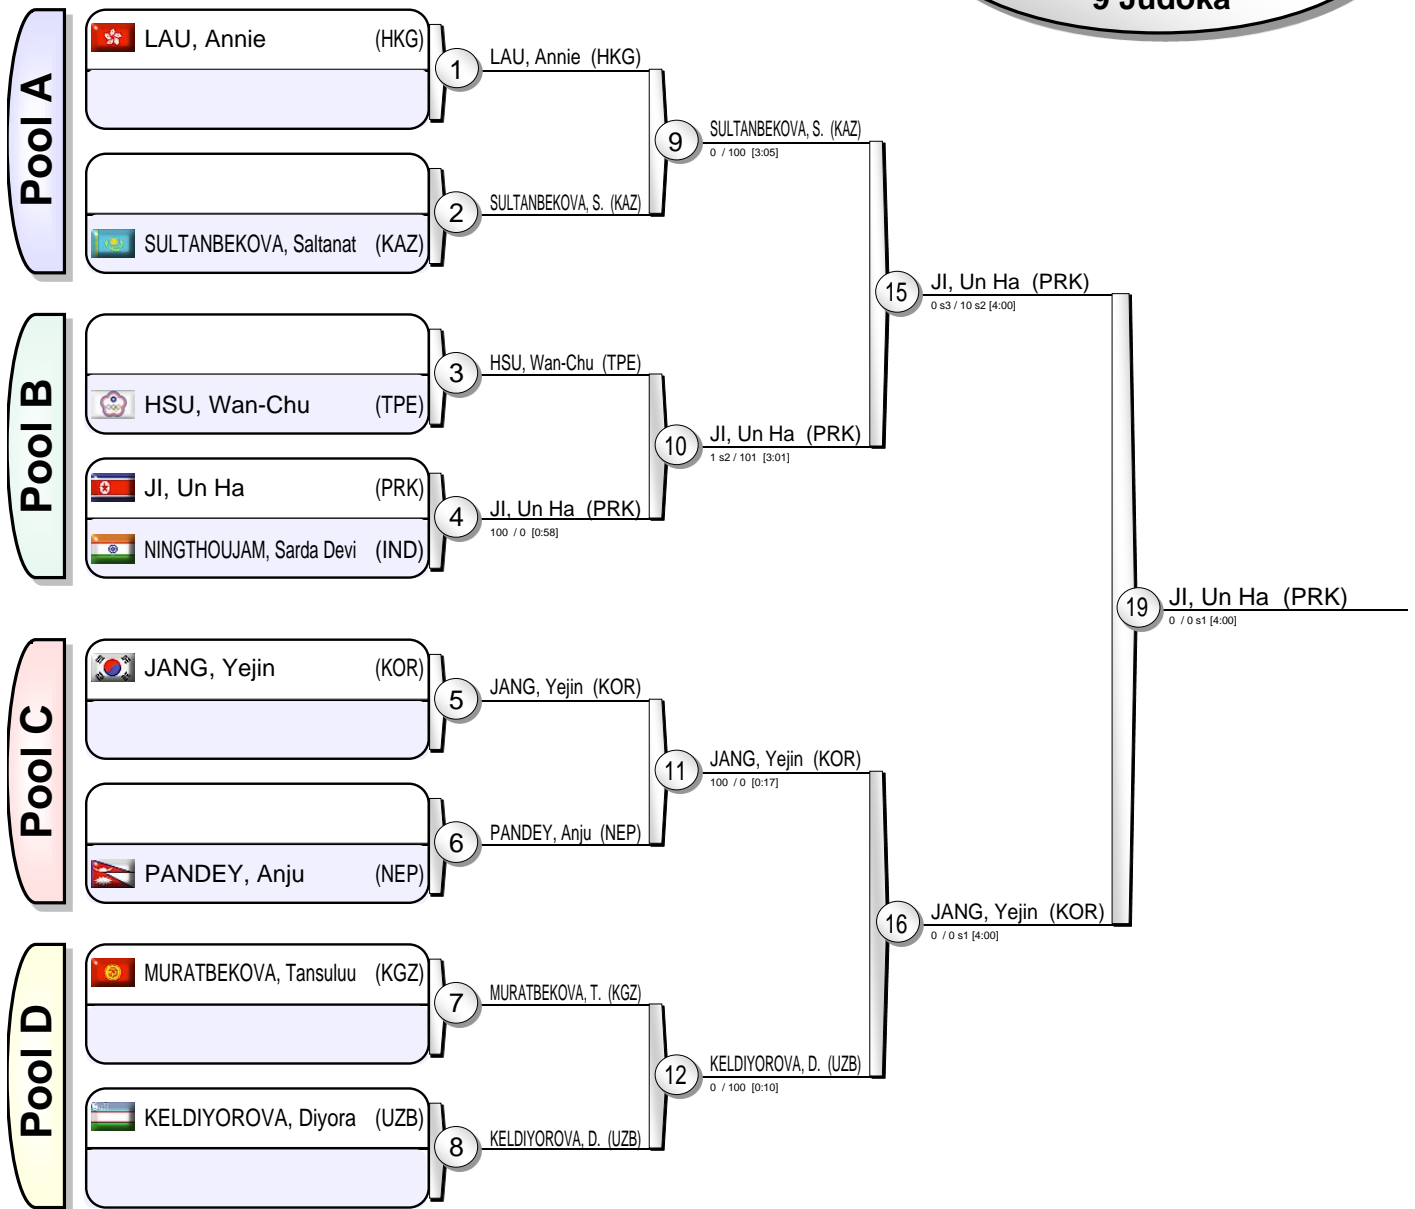 9 Judoka
Pool A
LAU, Annie (HKG)
1
LAU, Annie (HKG)
2
SULTANBEKOVA, S. (KAZ)
SULTANBEKOVA, Saltanat (KAZ)
9
SULTANBEKOVA, S. (KAZ)
0 / 100 [3:05]
Pool B
3
HSU, Wan-Chu (TPE)
HSU, Wan-Chu (TPE)
JI, Un Ha (PRK)
NINGTHOUJAM, Sarda Devi (IND)
4
JI, Un Ha (PRK)
100 / 0 [0:58]
10
JI, Un Ha (PRK)
1 s2 / 101 [3:01]
15
JI, Un Ha (PRK)
0 s3 / 10 s2 [4:00]
19
JI, Un Ha (PRK)
0 / 0 s1 [4:00]
Pool C
JANG, Yejin (KOR)
5
JANG, Yejin (KOR)
6
PANDEY, Anju (NEP)
PANDEY, Anju (NEP)
11
JANG, Yejin (KOR)
100 / 0 [0:17]
Pool D
MURATBEKOVA, Tansuluu (KGZ)
7
MURATBEKOVA, T. (KGZ)
KELDIYOROVA, Diyora (UZB)
8
KELDIYOROVA, D. (UZB)
12
KELDIYOROVA, D. (UZB)
0 / 100 [0:10]
16
JANG, Yejin (KOR)
0 / 0 s1 [4:00]